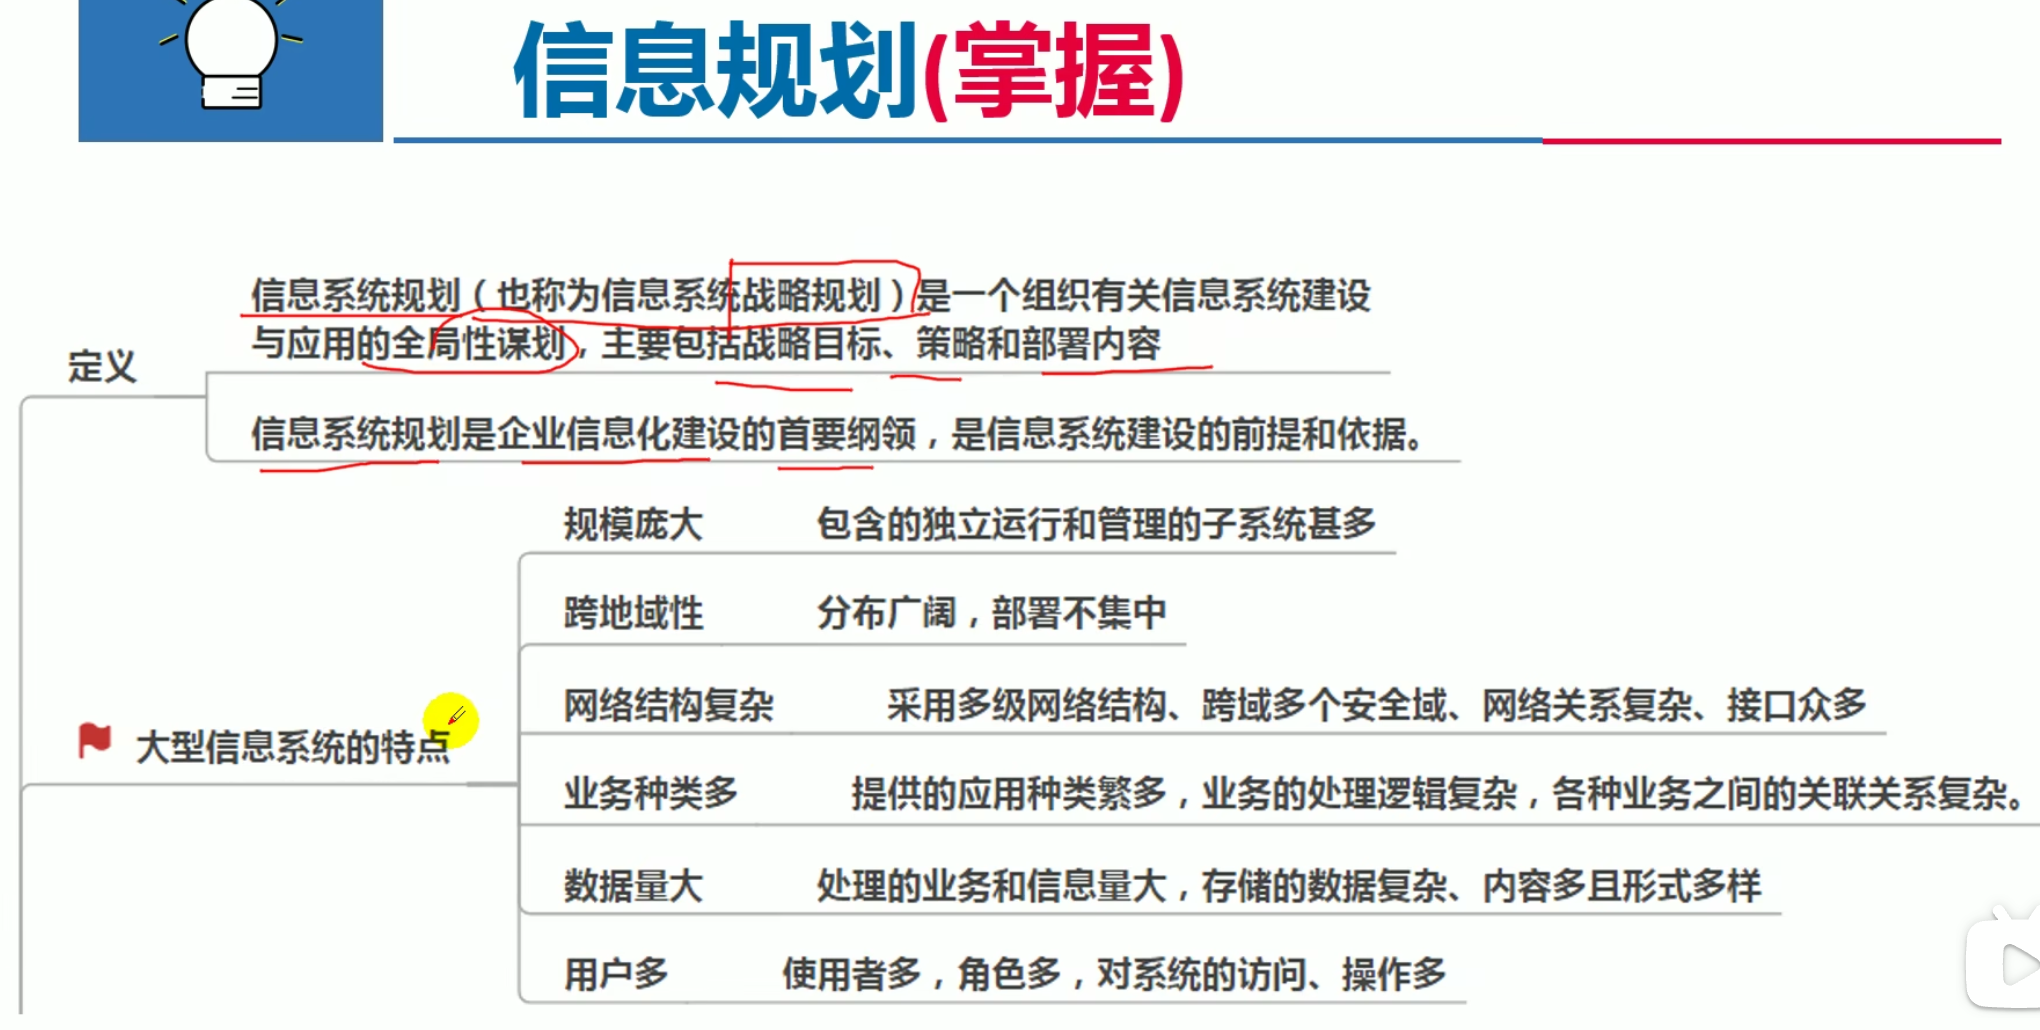 信息规划(掌握)
信息系统规划（也称为信息系统战略规划）是一个组织有关信息系统建设
与应用的全局性谋划，主要包括战略目标、策略和部署内容
定义
信息系统规划是企业信息化建设的首要纲领，是信息系统建设的前提和依据。
规模庞大 包含的独立运行和管理的子系统甚多
跨地域性 分布广阔，部署不集中
网络结构复杂 采用多级网络结构、跨域多个安全域、网络关系复杂、接口众多
大型信息系统的特点
业务种类多 提供的应用种类繁多，业务的处理逻辑复杂，各种业务之间的关联关系复杂。
数据量大 处理的业务和信息量大，存储的数据复杂、内容多且形式多样
用户多 使用者多，角色多，对系统的访问、操作多